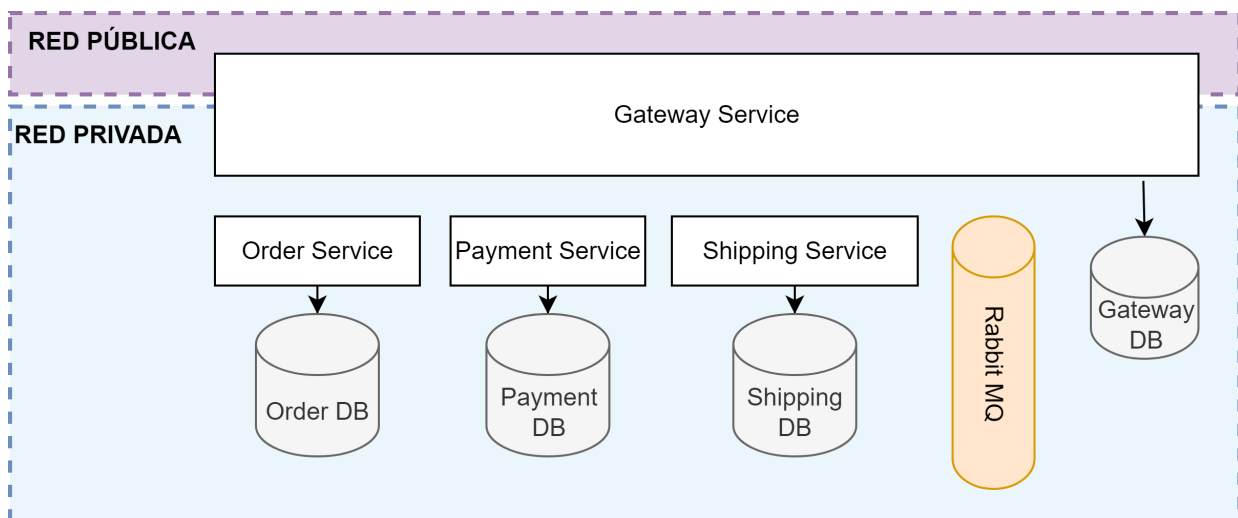 RED PÚBLICA
Gateway Service
RED PRIVADA
Order Service
Payment Service
Shipping Service
Rabbit MQ
Gateway
DB
Order DB
Payment
DB
Shipping
DB